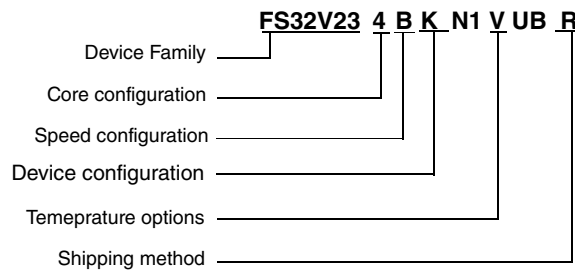 FS32V23 4 B K N1 V UB R
Device Family
Core configuration
Speed configuration
Device configuration
Temeprature options
Shipping method